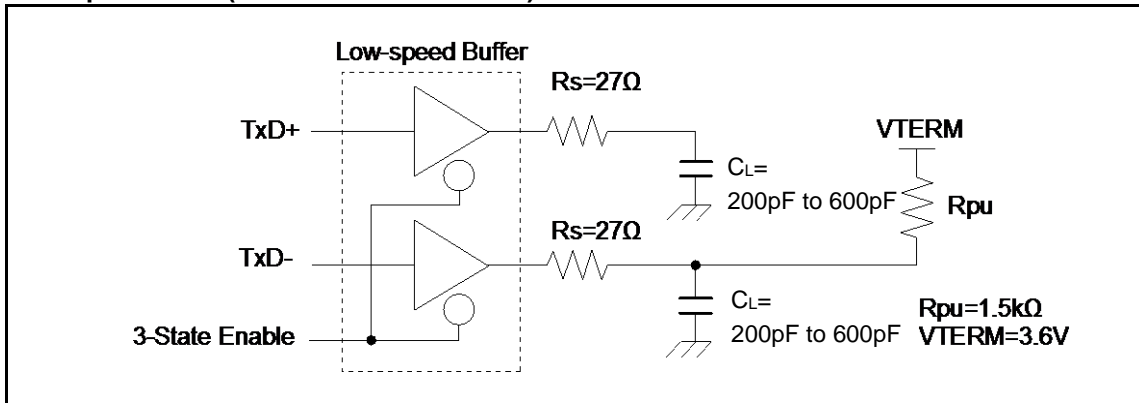 Low-speed Buffer
Rs=27Ω
TxD+
VTERM
CL=
200pF to 600pF
Rpu
Rs=27Ω
TxD-
CL=
200pF to 600pF
Rpu=1.5kΩ
VTERM=3.6V
3-State Enable